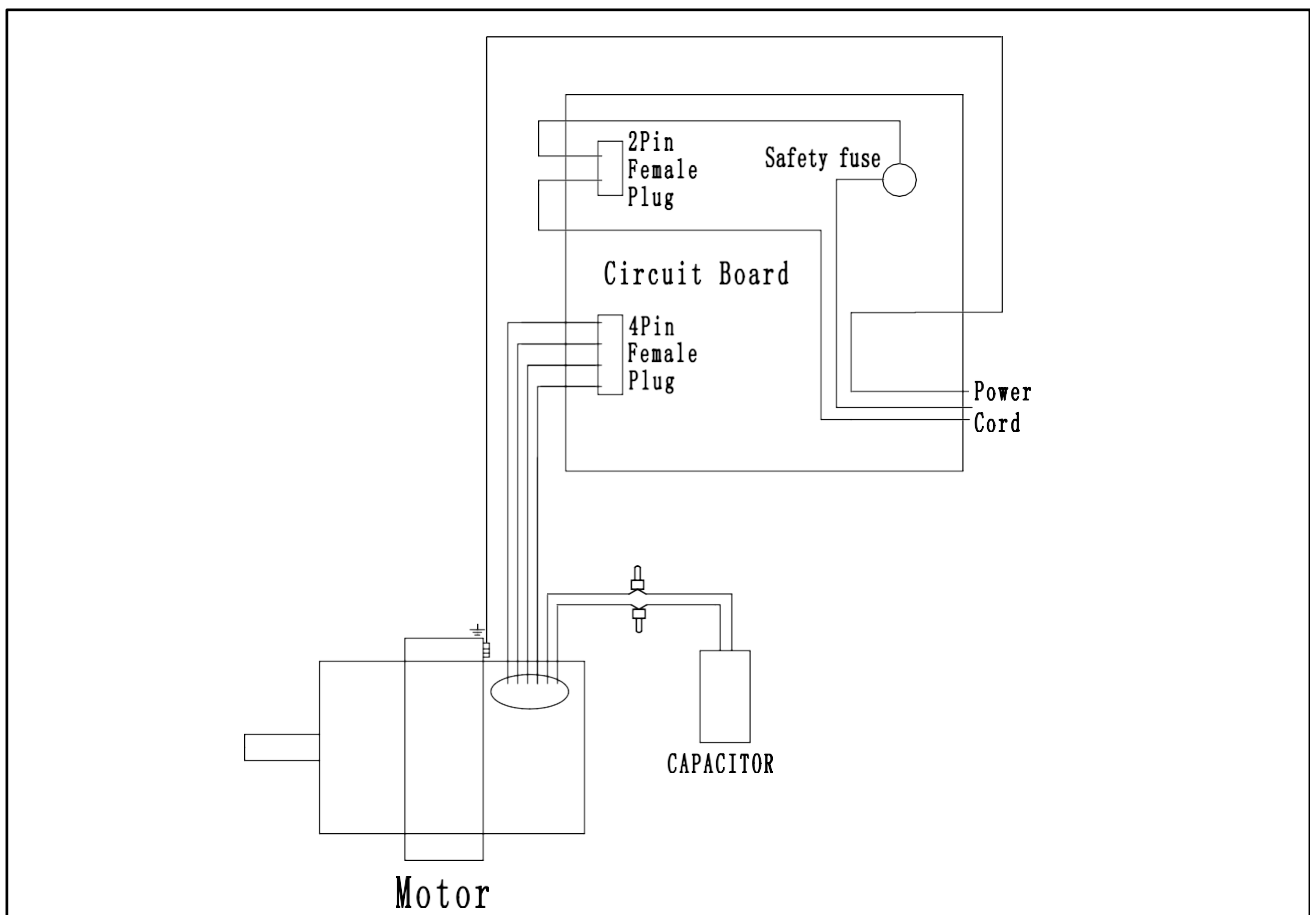 2Pin
Female
Plug
Safety fuse
Circuit Board
4Pin
Female
Plug
Power
Cord
CAPACITOR
Motor